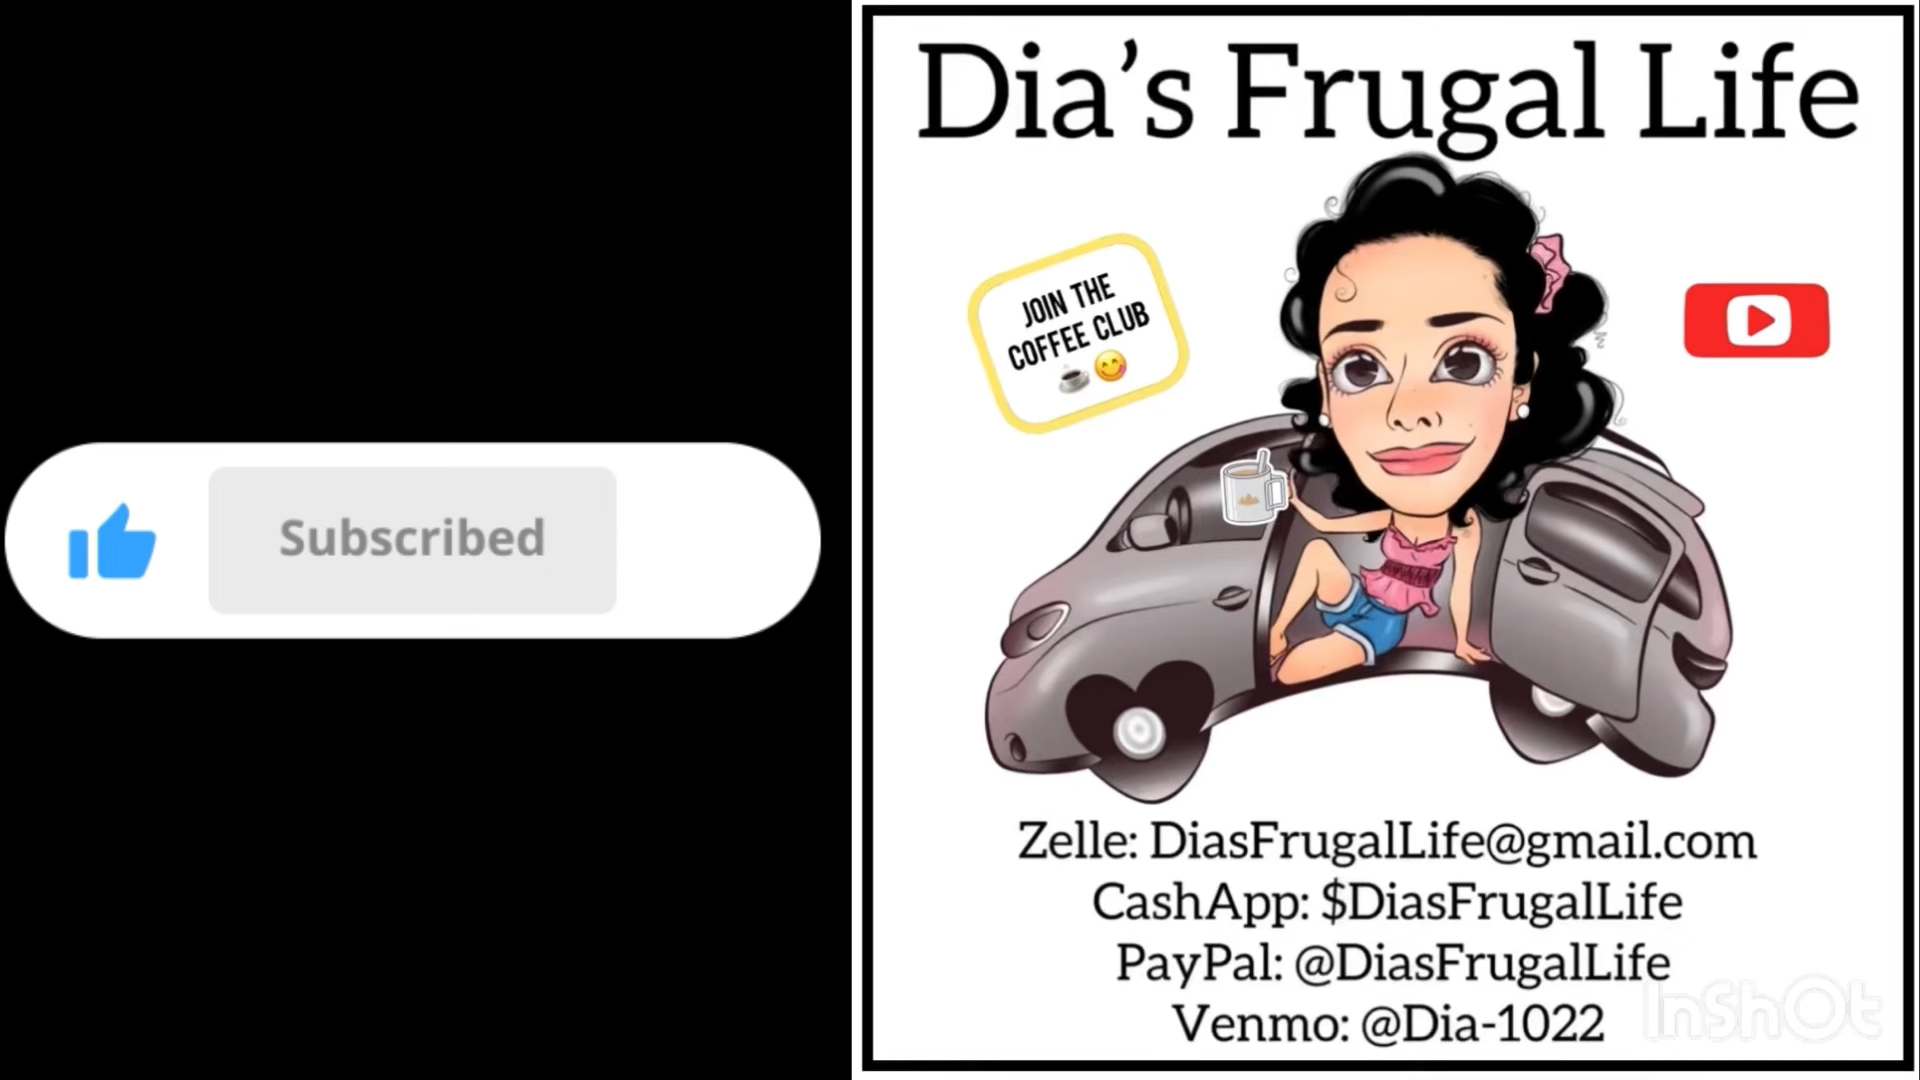 Subscribed
Dia's Frugal Life
JOIN THE
COFFEE CLUB
Zelle: DiasFrugalLife@gmail.com
CashApp: $DiasFrugalLife
PayPal: @DiasFrugalLife
Venmo: @Dia-1022
InShOt